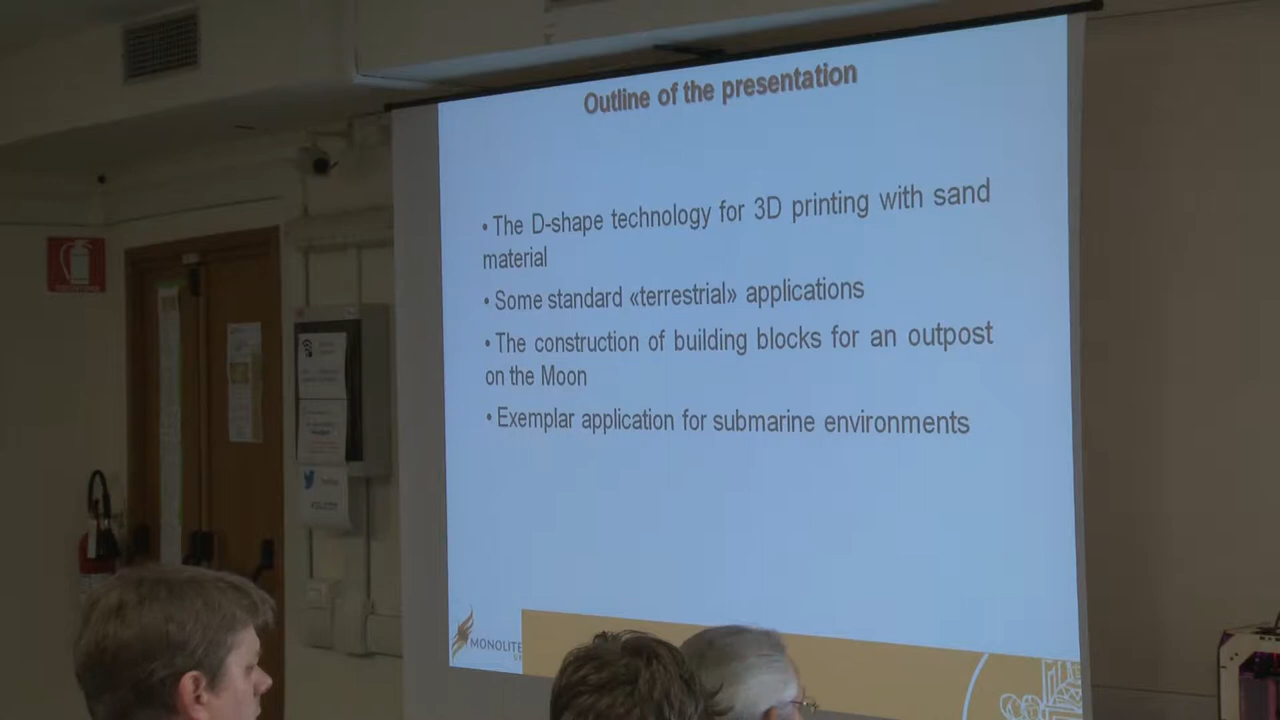 Outline of the presentation
• The D-shape technology for 3D printing with sand
material
• Some standard «terrestrial» applications
• The construction of building blocks for an outpost
on the Moon
• Exemplar application for submarine environments
MONOLITE